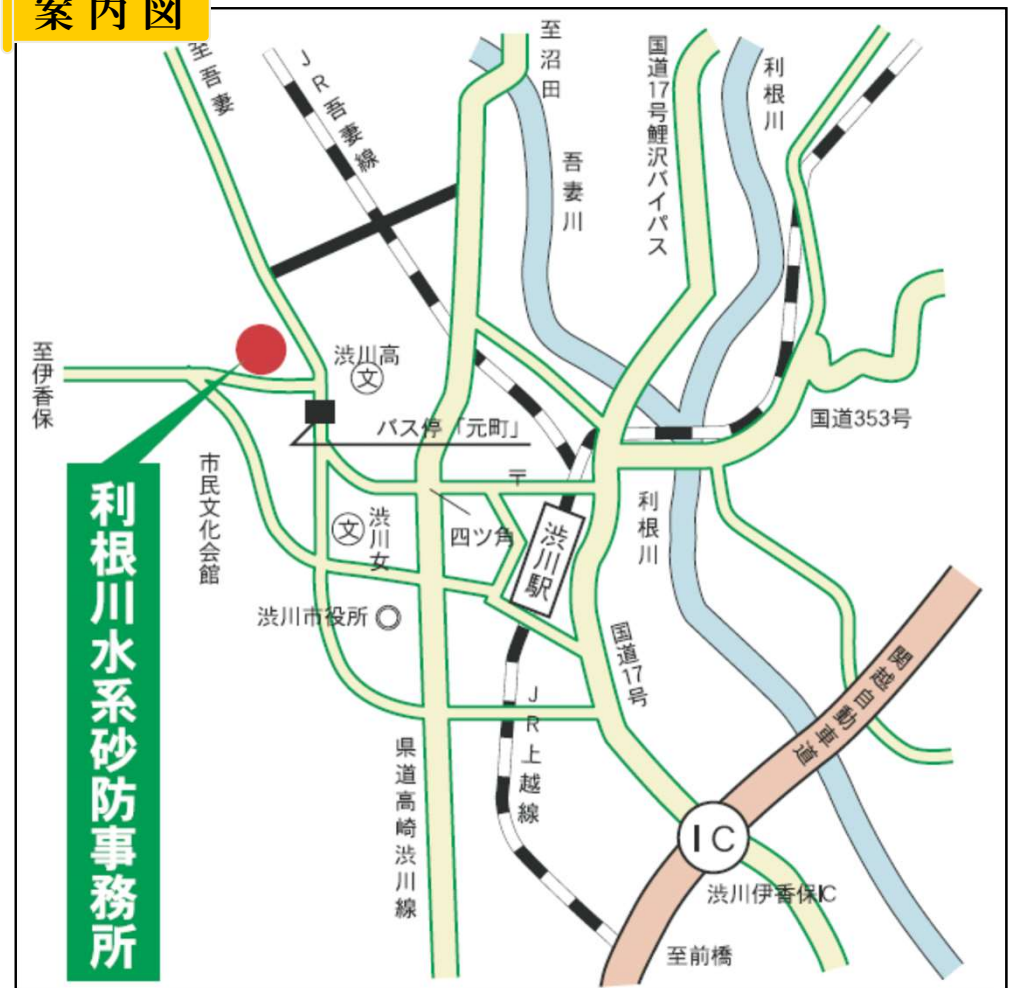 案内図
至吾妻
JR吾妻線
至沼田
吾妻川
国道17号鯉沢バイパス
利根川
至伊香保
渋川高
文
バス停「元町」
国道353号
市民文化会館
利根川水系砂防事務所
〒
文
渋川女
四ツ角
渋川駅
利根川
渋川市役所
国道17号
関越自動車道
JR上越線
県道高崎渋川線
IC
渋川伊香保IC
至前橋